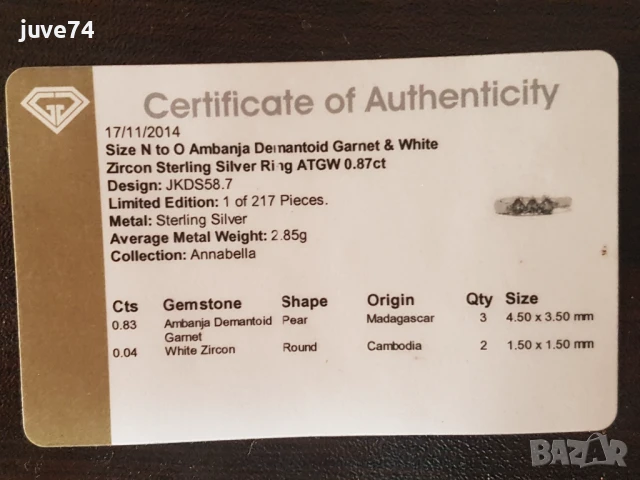 juve74
Certificate of Authenticity
17/11/2014
Size N to O Ambanja Demantoid Garnet & White
Zircon Sterling Silver Ring ATGW 0.87ct
Design: JKDS58.7
Limited Edition: 1 of 217 Pieces.
Metal: Sterling Silver
Average Metal Weight: 2.85g
Collection: Annabella
Cts Gemstone Shape Origin Qty Size
0.83 Ambanja Demantoid Garnet Pear Madagascar 3 4.50 x 3.50 mm
0.04 White Zircon Round Cambodia 2 1.50 x 1.50 mm
BAZAR